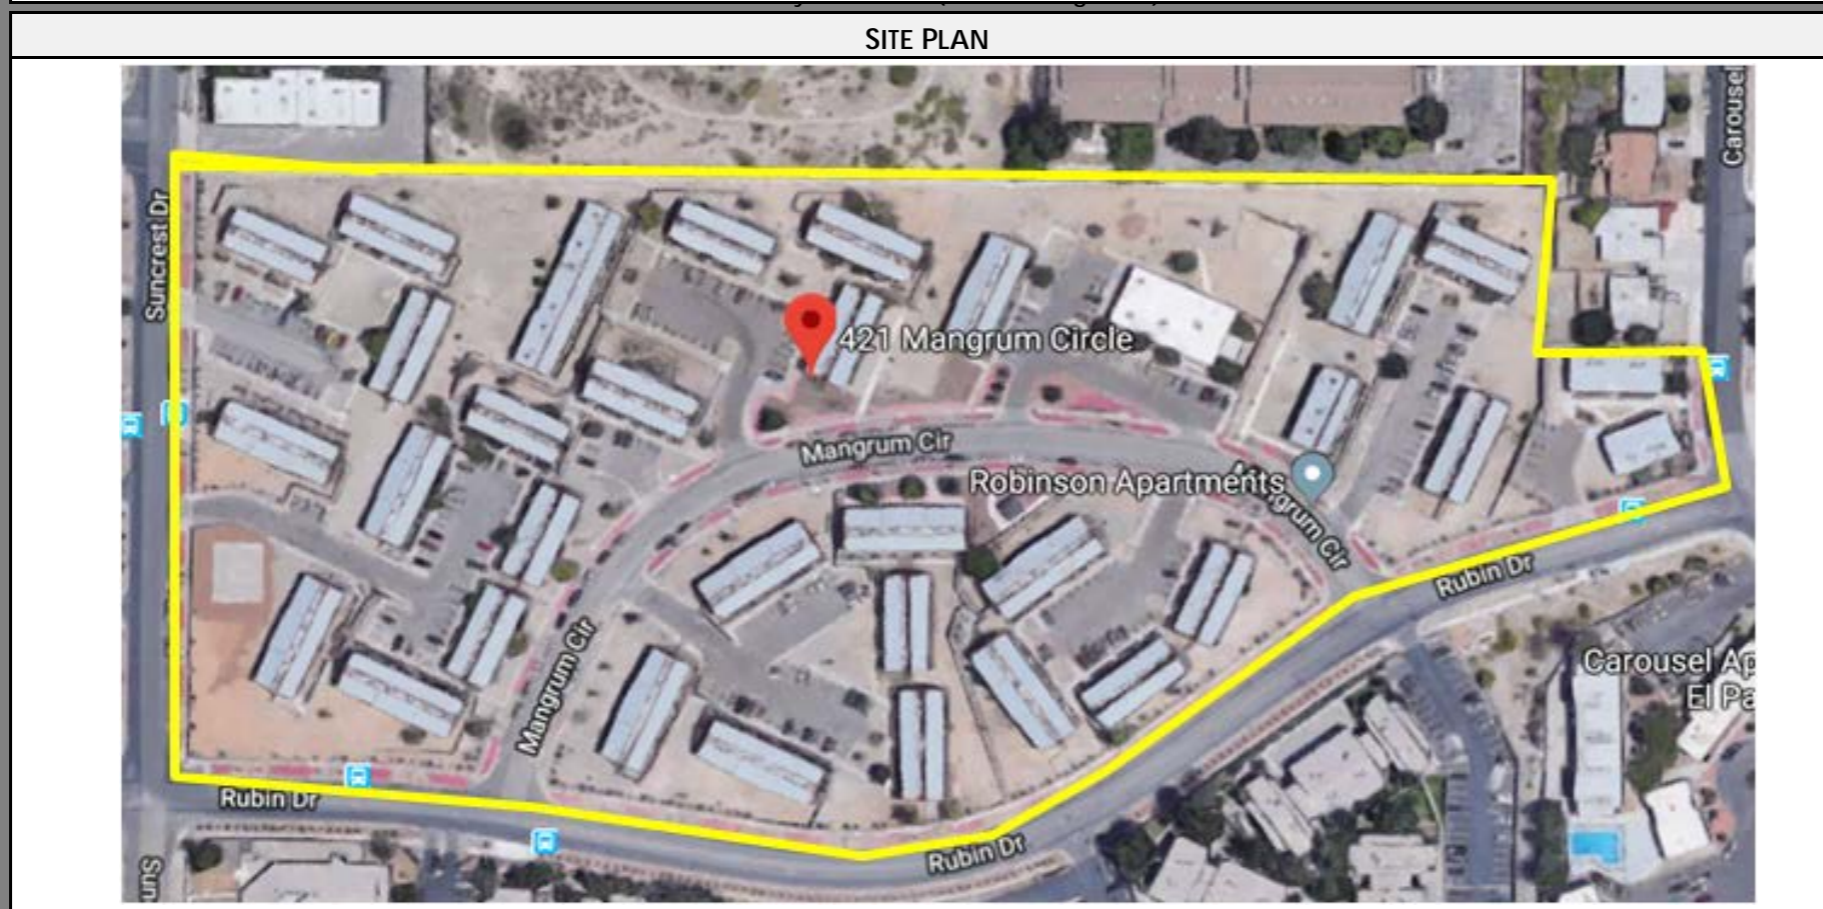 SITE PLAN
Carousel
Suncrest Dr
421 Mangrum Circle
Mangrum Cir
Robinson Apartments
Mangrum Cir
Rubin Dr
Mangrum Cir
Carousel Ap
El Pa
Rubin Dr
Rubin Dr
Sun